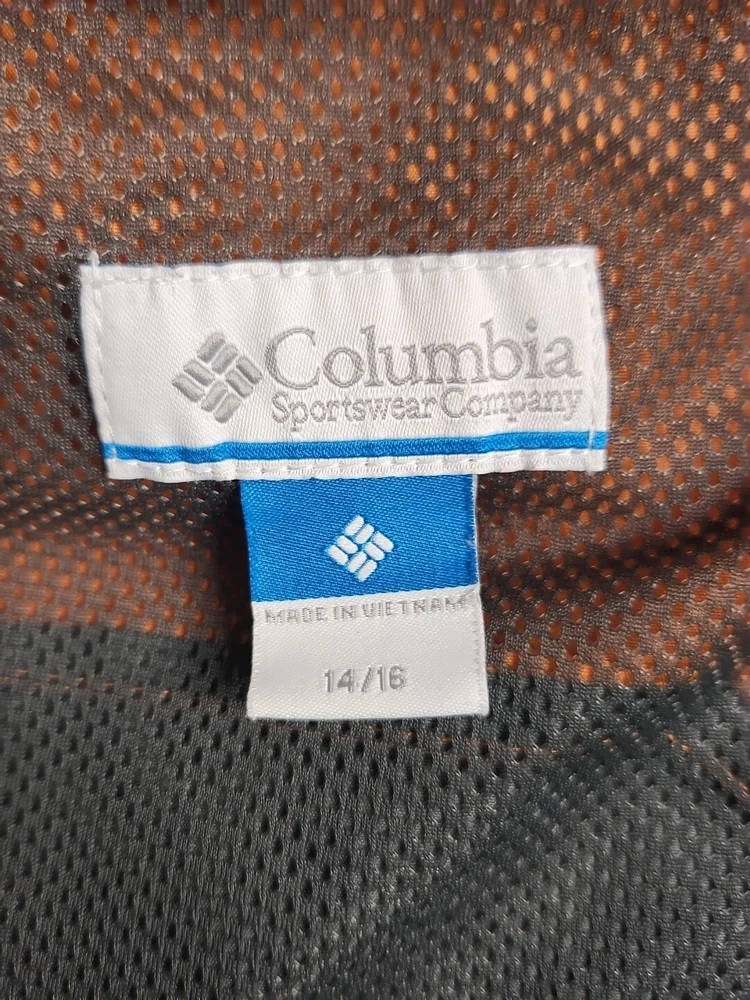 Columbia
Sportswear Company
MADE IN VIETNAM
14/16